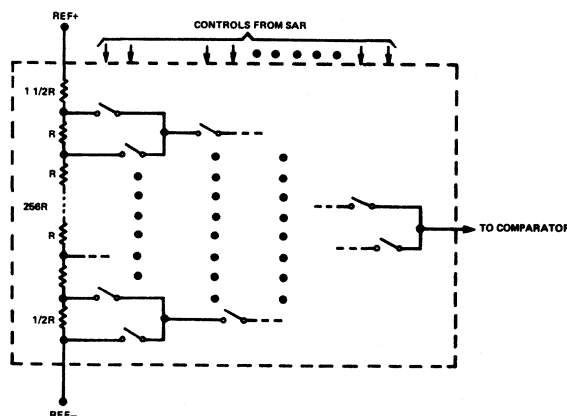 REF+
CONTROLS FROM SAR
1 1/2R
R
R
256R
R
TO COMPARATOR
1/2R
REF–